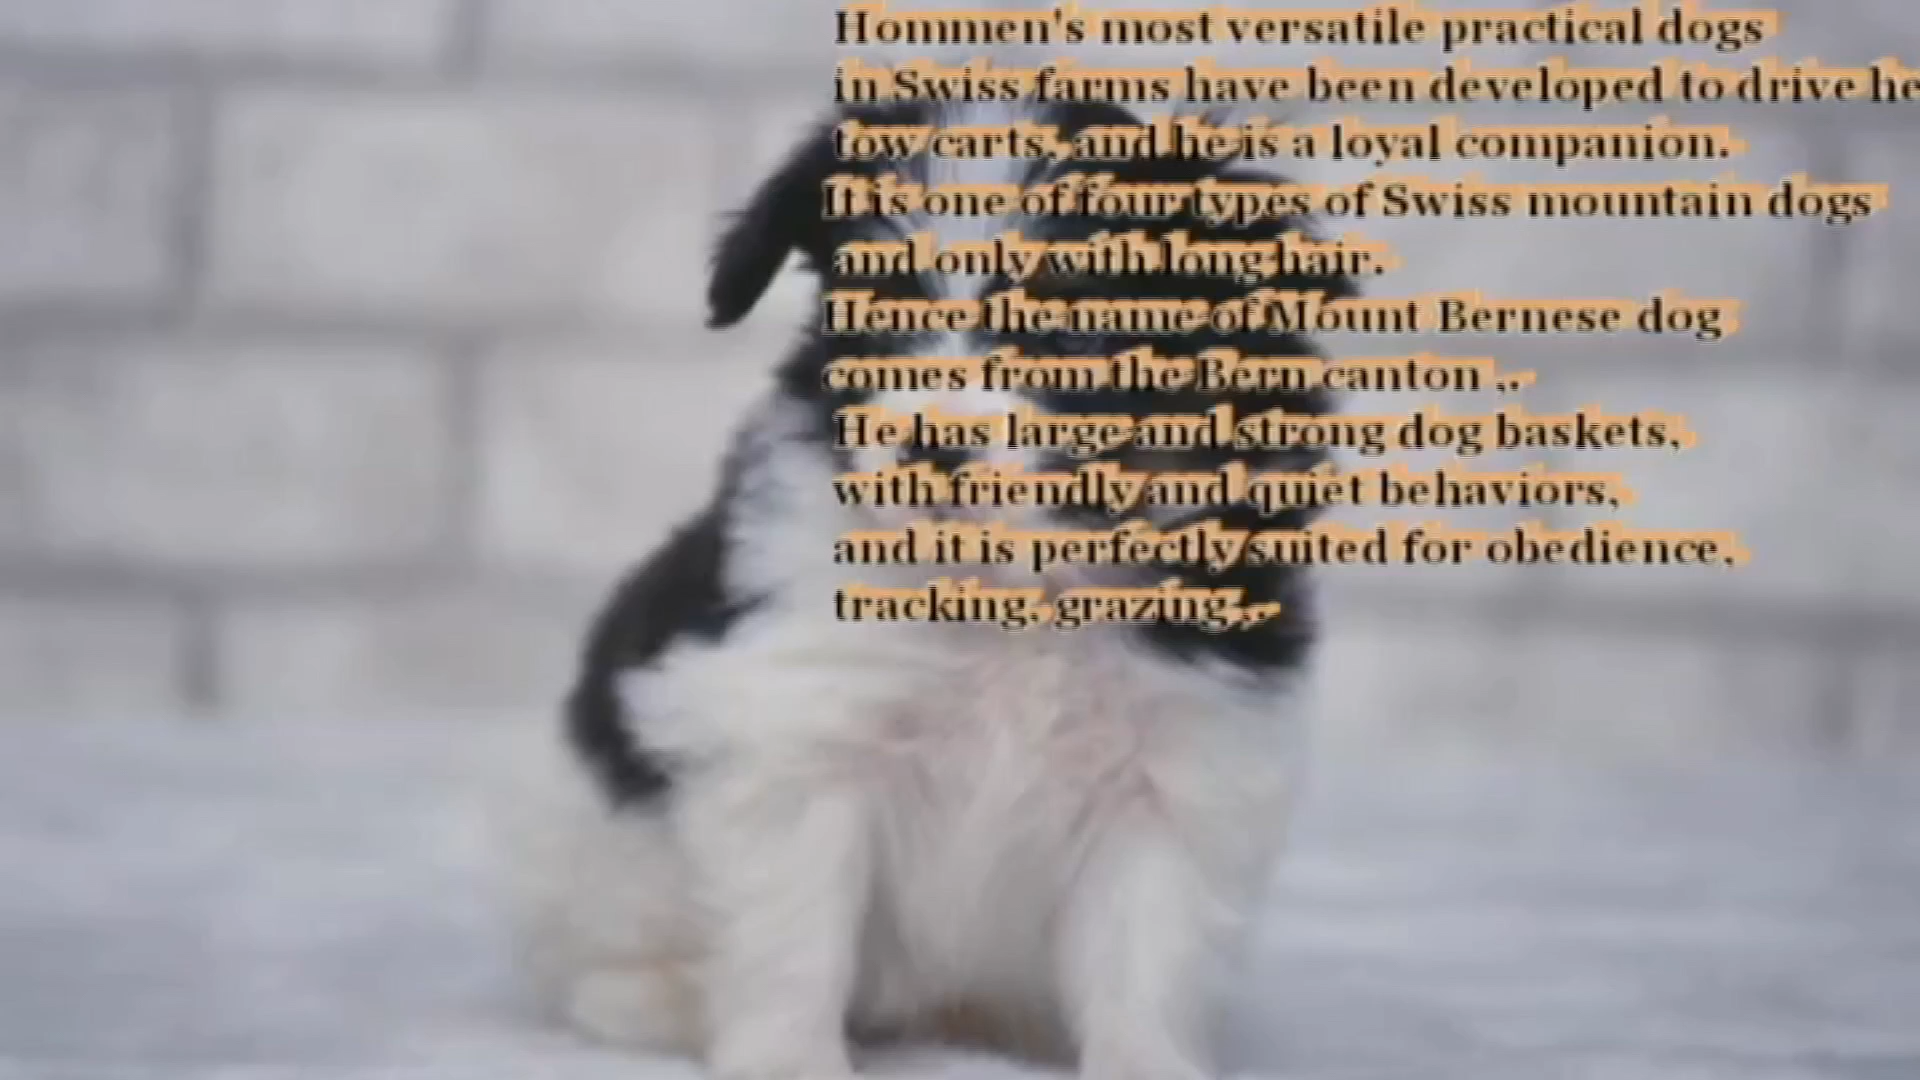 Hommen's most versatile practical dogs
in Swiss farms have been developed to drive he
tow carts, and he is a loyal companion.
It is one of four types of Swiss mountain dogs
and only with long hair.
Hence the name of Mount Bernese dog
comes from the Bern canton ,.
He has large and strong dog baskets,
with friendly and quiet behaviors,
and it is perfectly suited for obedience,
tracking, grazing,.